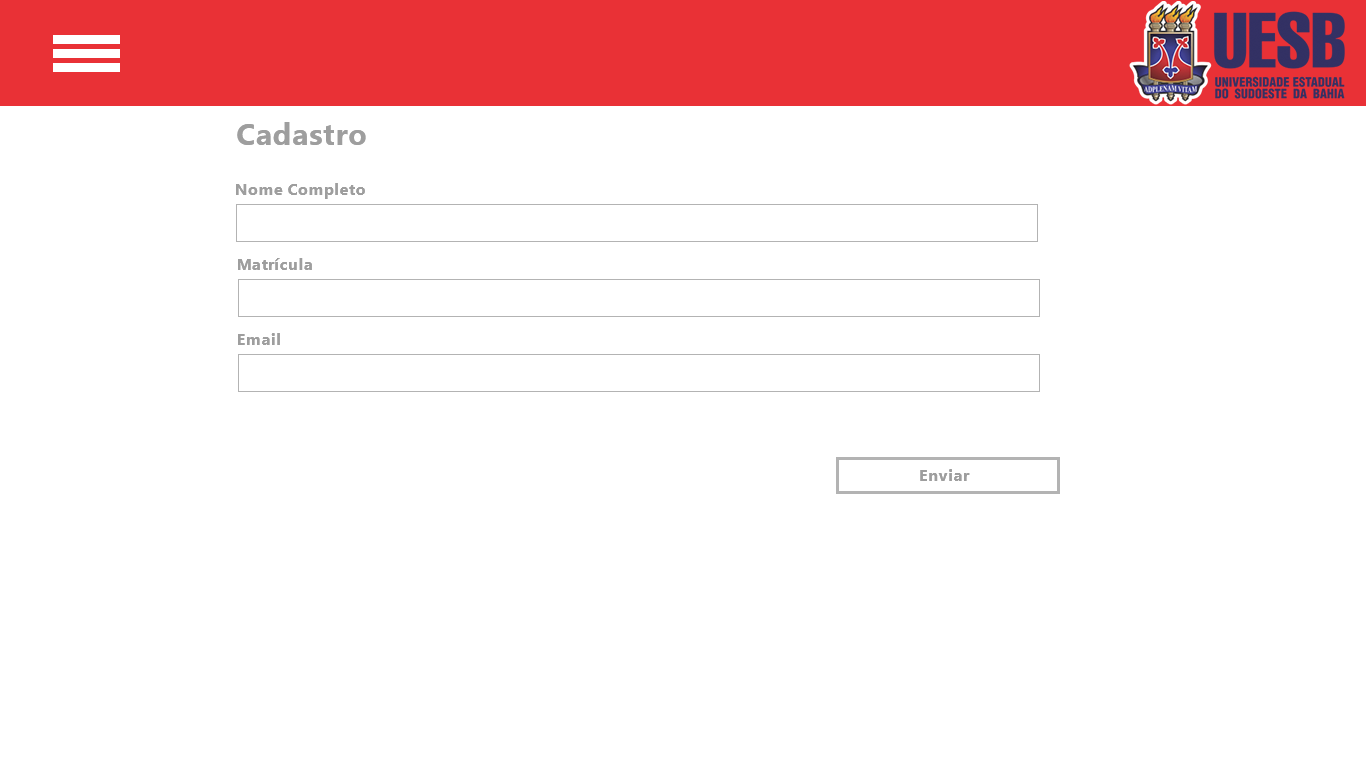 ADPLENAM VITAM
UESB
UNIVERSIDADE ESTADUAL
DO SUDOESTE DA BAHIA
Cadastro
Nome Completo
Matrícula
Email
Enviar